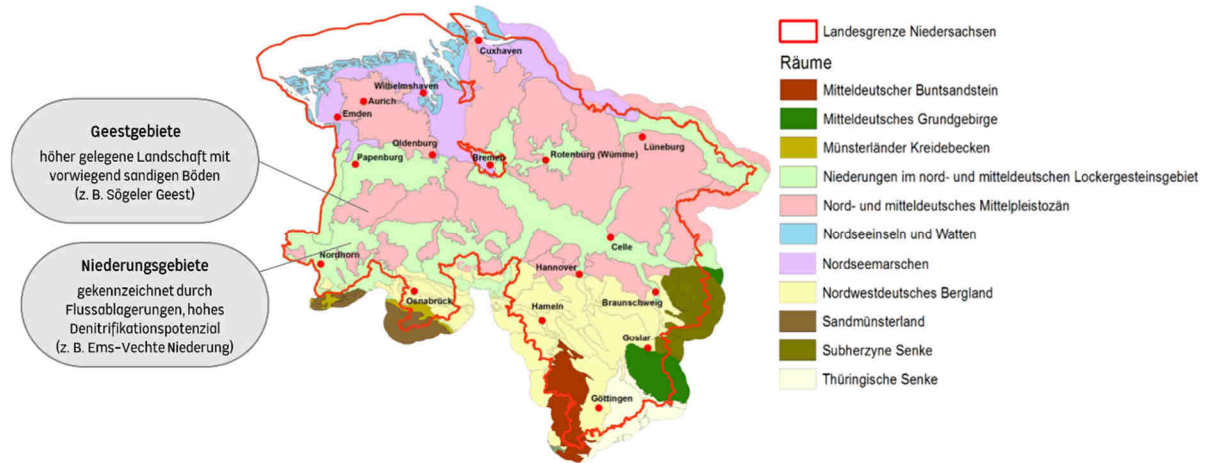 Geestgebiete
höher gelegene Landschaft mit
vorwiegend sandigen Böden
(z. B. Sögeler Geest)
Niederungsgebiete
gekennzeichnet durch
Flussablagerungen, hohes
Denitrifikationspotenzial
(z. B. Ems-Vechte Niederung)
Cuxhaven
Wilhelmshaven
Aurich
Emden
Oldenburg
Papenburg
Bremen
Rotenburg (Wümme)
Lüneburg
Celle
Nordhorn
Hannover
Osnabrück
Hameln
Braunschweig
Goslar
Göttingen
Landesgrenze Niedersachsen
Räume
Mitteldeutscher Buntsandstein
Mitteldeutsches Grundgebirge
Münsterländer Kreidebecken
Niederungen im nord- und mitteldeutschen Lockergesteinsgebiet
Nord- und mitteldeutsches Mittelpleistozän
Nordseeinseln und Watten
Nordseemarschen
Nordwestdeutsches Bergland
Sandmünsterland
Subherzyne Senke
Thüringische Senke